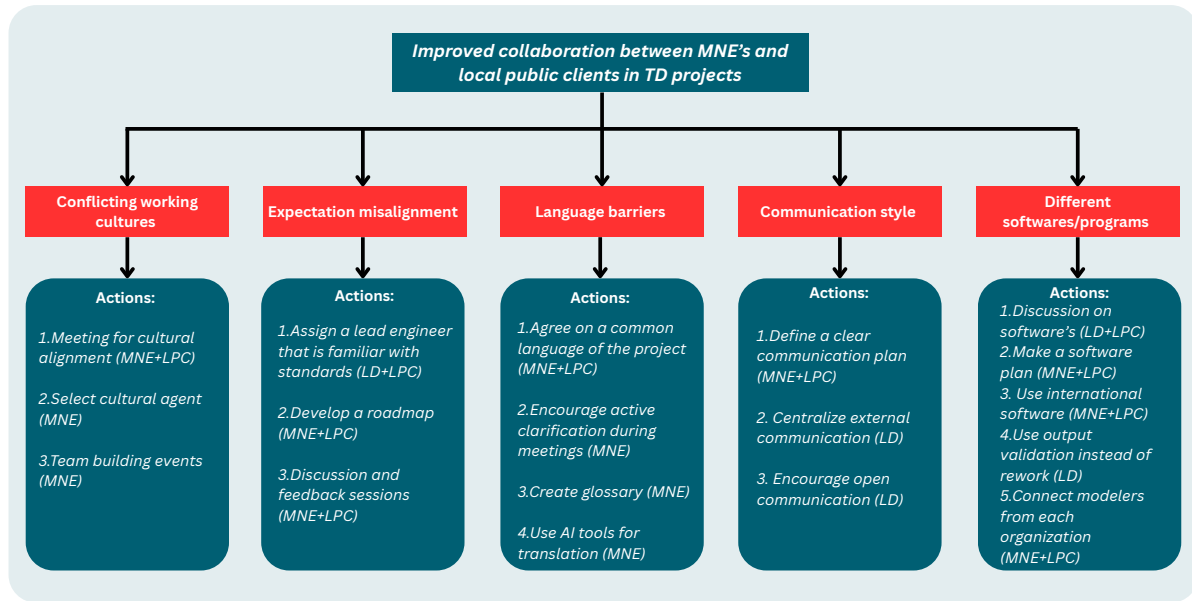 Improved collaboration between MNE's and
local public clients in TD projects
Conflicting working
cultures
Actions:
1.Meeting for cultural
alignment (MNE+LPC)
2.Select cultural agent
(MNE)
3.Team building events
(MNE)
Expectation misalignment
Actions:
1.Assign a lead engineer
that is familiar with
standards (LD+LPC)
2.Develop a roadmap
(MNE+LPC)
3.Discussion and
feedback sessions
(MNE+LPC)
Language barriers
Actions:
1.Agree on a common
language of the project
(MNE+LPC)
2.Encourage active
clarification during
meetings (MNE)
3.Create glossary (MNE)
4.Use AI tools for
translation (MNE)
Communication style
Actions:
1.Define a clear
communication plan
(MNE+LPC)
2. Centralize external
communication (LD)
3. Encourage open
communication (LD)
Different
softwares/programs
Actions:
1.Discussion on
software's (LD+LPC)
2.Make a software
plan (MNE+LPC)
3. Use international
software (MNE+LPC)
4.Use output
validation instead of
rework (LD)
5.Connect modelers
from each
organization
(MNE+LPC)